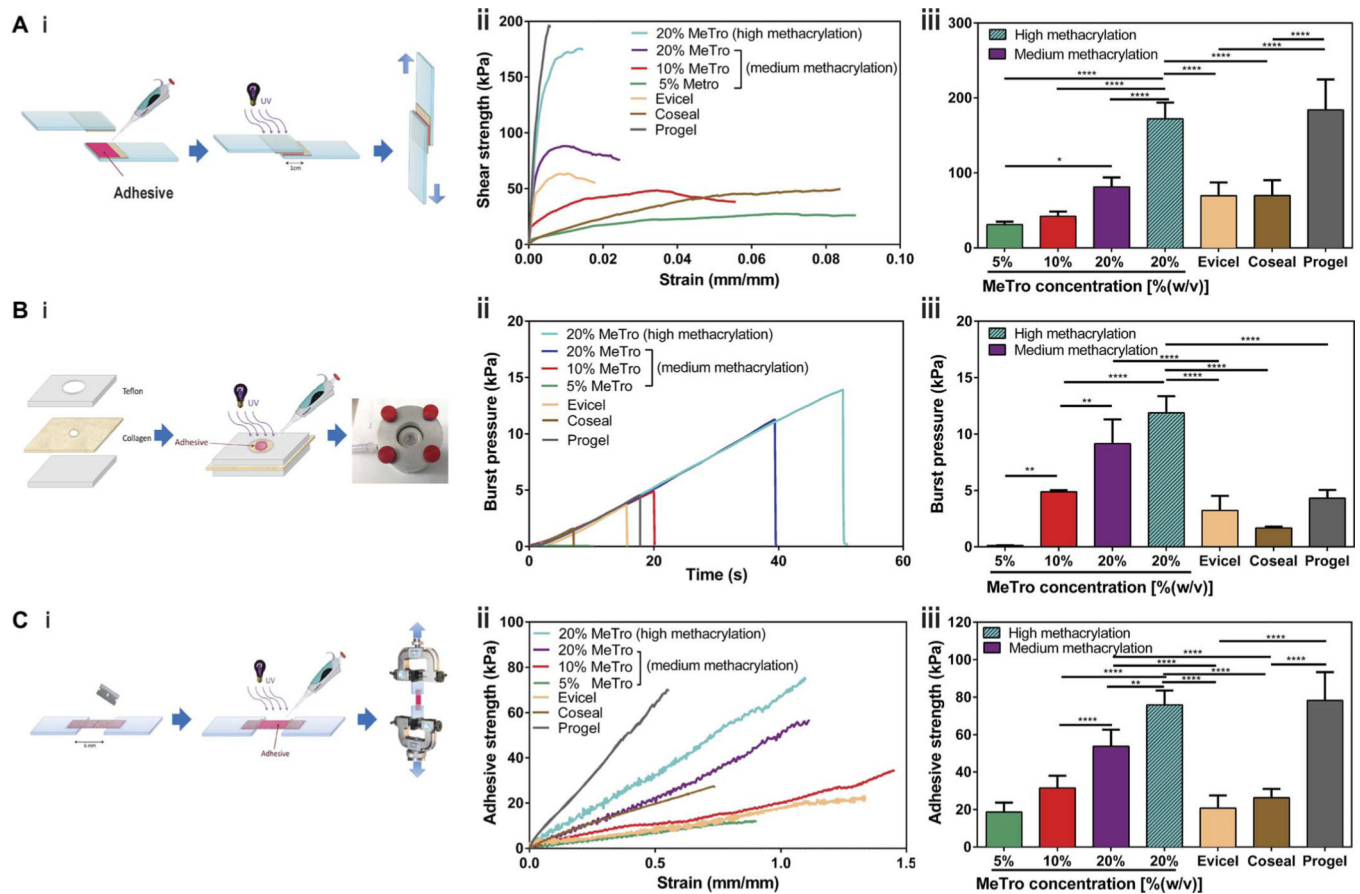 A i
UV
1cm
Adhesive
ii
Shear strength (kPa)
200
150
100
50
0
20% MeTro (high methacrylation)
20% MeTro
10% MeTro
(medium methacrylation)
5% Metro
Evicel
Coseal
Progel
0.00 0.02 0.04 0.06 0.08 0.10
Strain (mm/mm)
iii
Shear strength (kPa)
300
200
100
0
High methacrylation
Medium methacrylation
****
****
****
****
****
****
****
*
5% 10% 20% 20% Evicel Coseal Progel
MeTro concentration [%(w/v)]
B i
Teflon
Collagen
UV
Adhesive
ii
Burst pressure (kPa)
20
15
10
5
0
20% MeTro (high methacrylation)
20% MeTro
10% MeTro
(medium methacrylation)
5% MeTro
Evicel
Coseal
Progel
0 20 40 60
Time (s)
iii
Burst pressure (kPa)
20
15
10
5
0
High methacrylation
Medium methacrylation
****
****
****
****
****
**
**
5% 10% 20% 20% Evicel Coseal Progel
MeTro concentration [%(w/v)]
C i
6 mm
UV
Adhesive
ii
Adhesive strength (kPa)
100
80
60
40
20
0
20% MeTro (high methacrylation)
20% MeTro
10% MeTro
(medium methacrylation)
5% MeTro
Evicel
Coseal
Progel
0.0 0.5 1.0 1.5
Strain (mm/mm)
iii
Adhesive strength (kPa)
120
100
80
60
40
20
0
High methacrylation
Medium methacrylation
****
****
****
****
****
****
****
**
****
5% 10% 20% 20% Evicel Coseal Progel
MeTro concentration [%(w/v)]